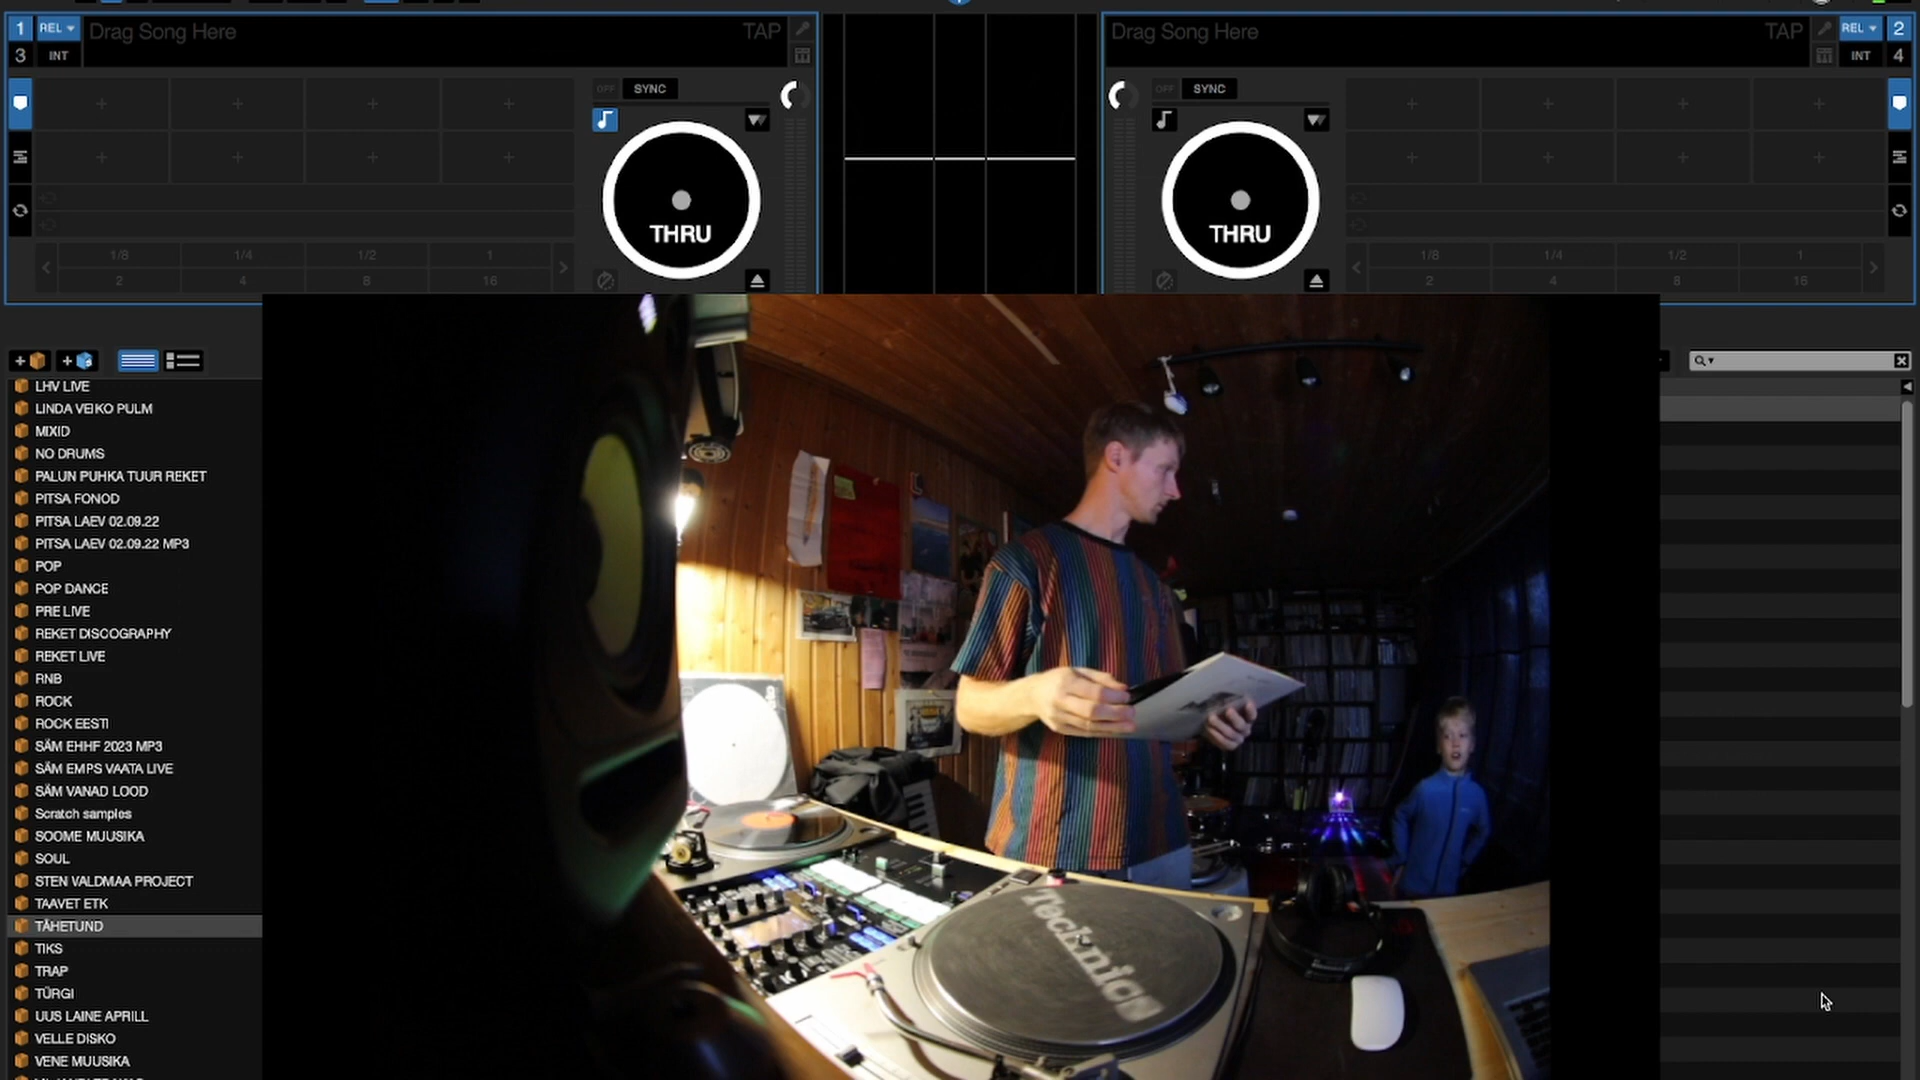 1 REL Drag Song Here TAP
3 INT
Drag Song Here TAP REL 2
INT 4
OFF SYNC
OFF SYNC
THRU
THRU
1/8 1/4 1/2 1
2 4 8 16
1/8 1/4 1/2 1
2 4 8 16
LHV LIVE
LINDA VEIKO PULM
MIXID
NO DRUMS
PALUN PUHKA TUUR REKET
PITSA FONOD
PITSA LAEV 02.09.22
PITSA LAEV 02.09.22 MP3
POP
POP DANCE
PRE LIVE
REKET DISCOGRAPHY
REKET LIVE
RNB
ROCK
ROCK EESTI
SÄM EHHF 2023 MP3
SÄM EMPS VAATA LIVE
SÄM VANAD LOOD
Scratch samples
SOOME MUUSIKA
SOUL
STEN VALDMAA PROJECT
TAAVET ETK
TÄHETUND
TIKS
TRAP
TÜRGI
UUS LAINE APRILL
VELLE DISKO
VENE MUUSIKA
Technics